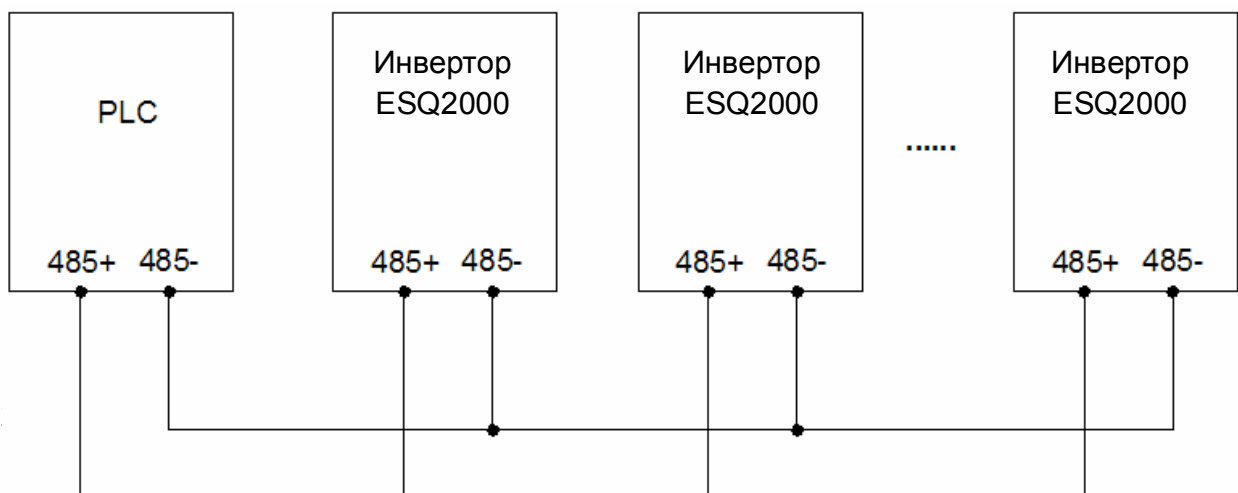 PLC
485+ 485-
Инвертор
ESQ2000
485+ 485-
Инвертор
ESQ2000
485+ 485-
......
Инвертор
ESQ2000
485+ 485-